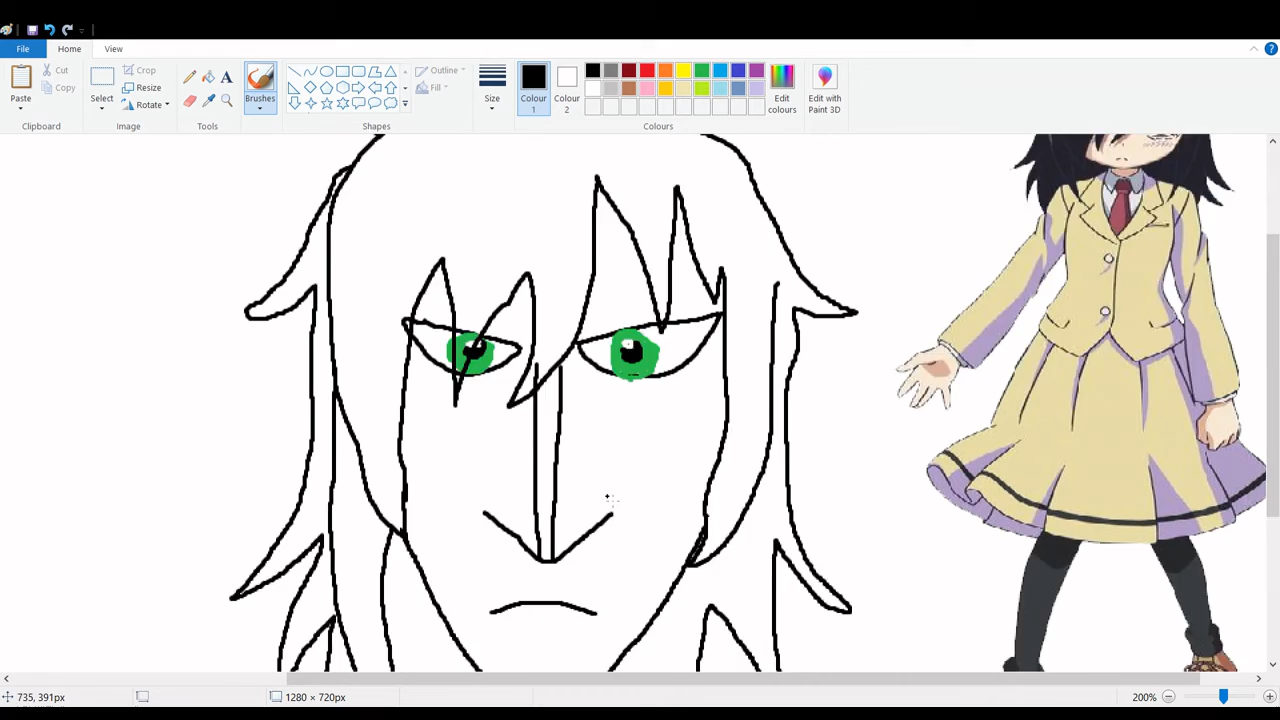 File Home View
Paste Cut Copy Select Crop Resize Rotate A Brushes Outline Fill Size Colour 1 Colour 2 Edit colours Edit with Paint 3D ?
Clipboard Image Tools Shapes Colours
735, 391px 1280 × 720px 200%